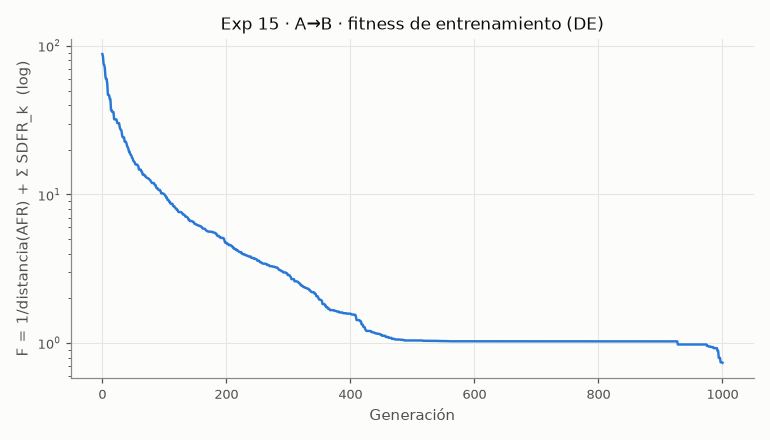 Exp 15 · A→B · fitness de entrenamiento (DE)
F = 1/distancia(AFR) + Σ SDFR_k (log)
10²
10¹
10⁰
0 200 400 600 800 1000
Generación